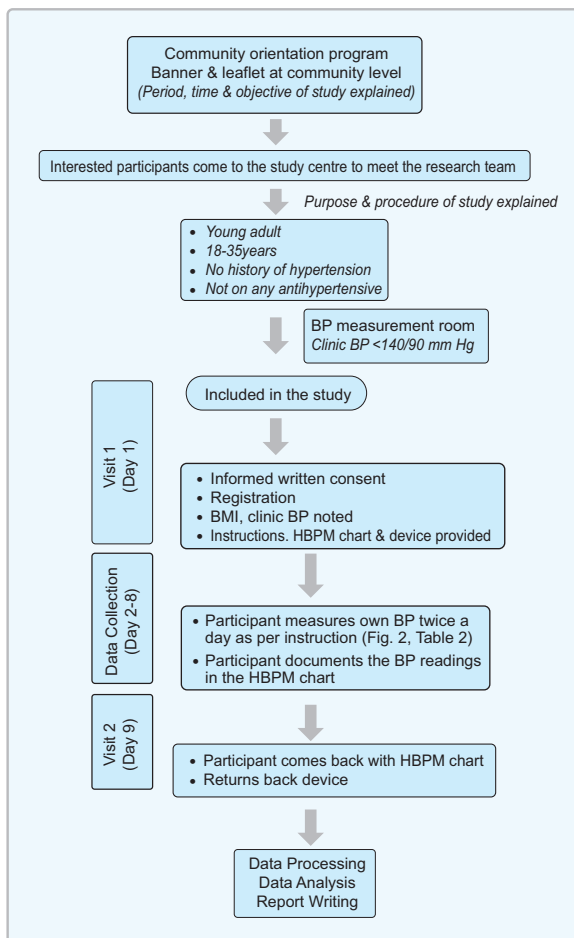 Community orientation program
Banner & leaflet at community level
(Period, time & objective of study explained)
Interested participants come to the study centre to meet the research team
Purpose & procedure of study explained
• Young adult
• 18-35years
• No history of hypertension
• Not on any antihypertensive
BP measurement room
Clinic BP <140/90 mm Hg
Included in the study
Visit 1
(Day 1)
• Informed written consent
• Registration
• BMI, clinic BP noted
• Instructions. HBPM chart & device provided
Data Collection
(Day 2-8)
• Participant measures own BP twice a
day as per instruction (Fig. 2, Table 2)
• Participant documents the BP readings
in the HBPM chart
Visit 2
(Day 9)
• Participant comes back with HBPM chart
• Returns back device
Data Processing
Data Analysis
Report Writing